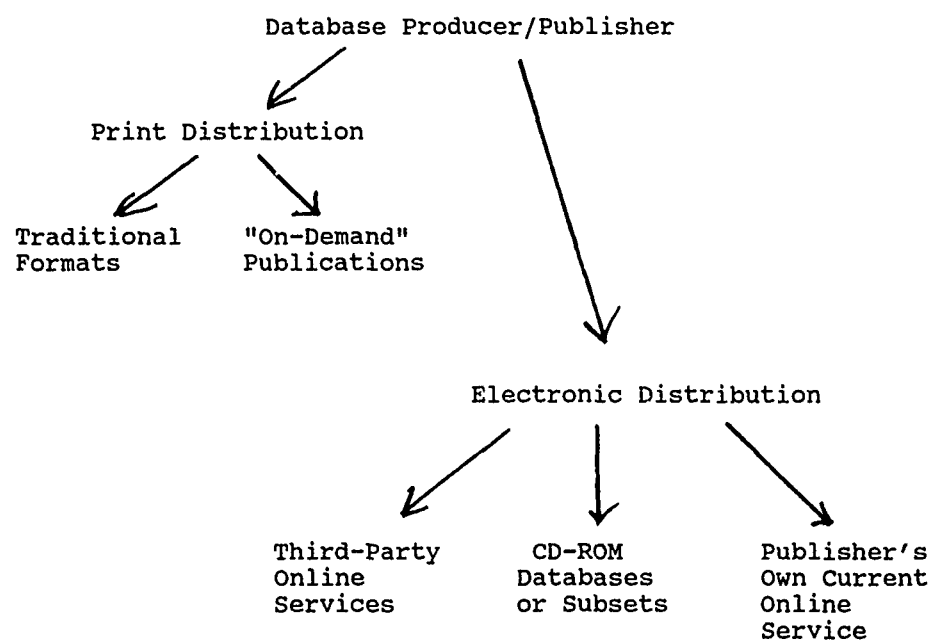 Database Producer/Publisher
Print Distribution
Traditional
Formats
"On-Demand"
Publications
Electronic Distribution
Third-Party
Online
Services
CD-ROM
Databases
or Subsets
Publisher's
Own Current
Online
Service